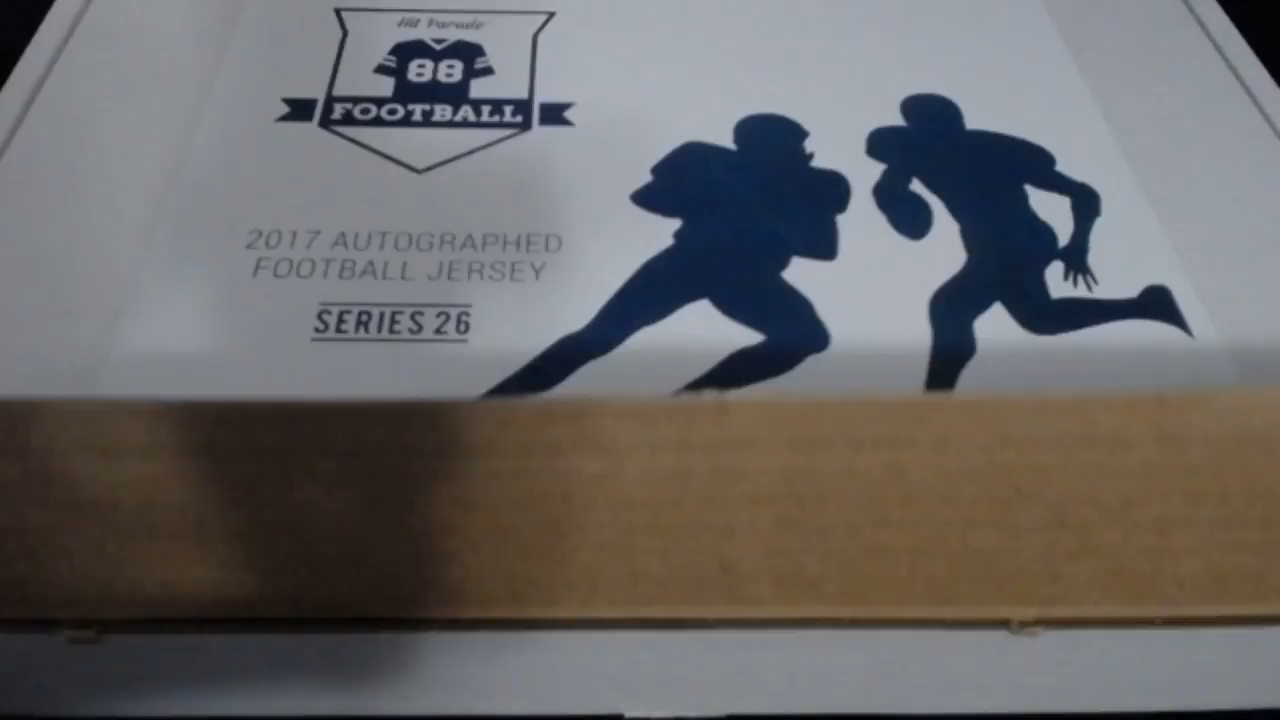 Hit Parade
88
FOOTBALL
2017 AUTOGRAPHED
FOOTBALL JERSEY
SERIES 26